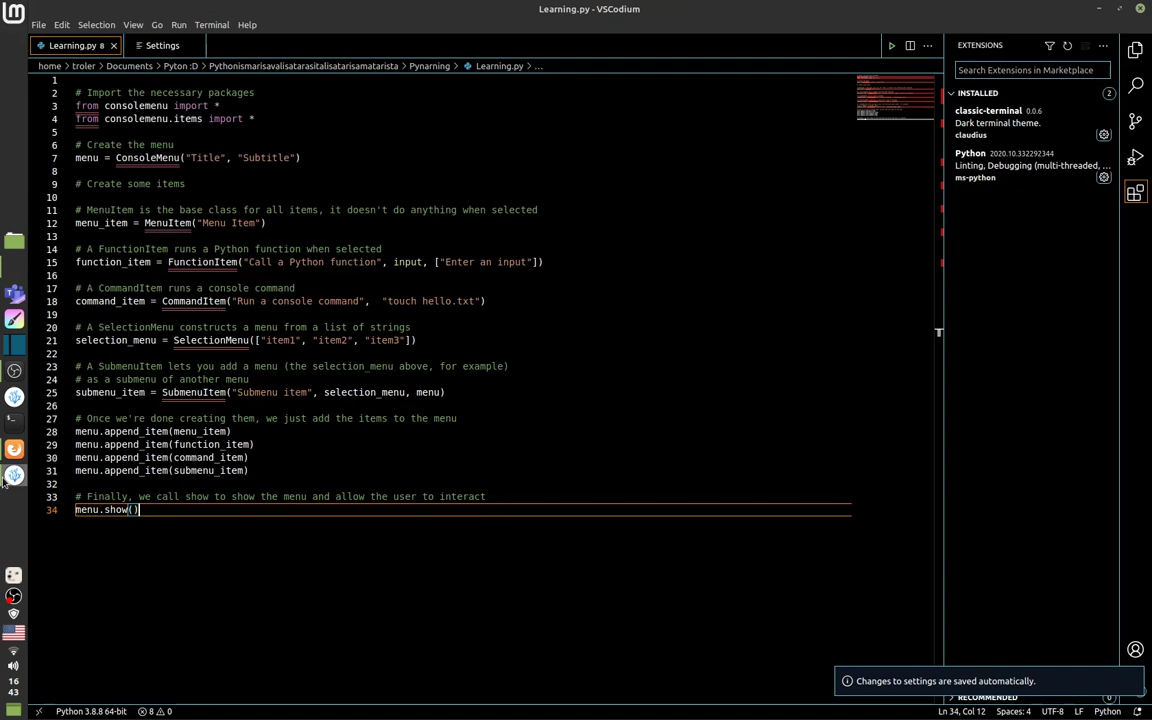 Learning.py - VSCodium
File Edit Selection View Go Run Terminal Help
Learning.py 8
Settings
home > troler > Documents > Pyton :D > Pythonismarisavalisatarasitalisatarisamatarista > Pynarning > Learning.py > ...
1
2 # Import the necessary packages
3 from consolemenu import *
4 from consolemenu.items import *
5
6 # Create the menu
7 menu = ConsoleMenu("Title", "Subtitle")
8
9 # Create some items
10
11 # MenuItem is the base class for all items, it doesn't do anything when selected
12 menu_item = MenuItem("Menu Item")
13
14 # A FunctionItem runs a Python function when selected
15 function_item = FunctionItem("Call a Python function", input, ["Enter an input"])
16
17 # A CommandItem runs a console command
18 command_item = CommandItem("Run a console command",  "touch hello.txt")
19
20 # A SelectionMenu constructs a menu from a list of strings
21 selection_menu = SelectionMenu(["item1", "item2", "item3"])
22
23 # A SubmenuItem lets you add a menu (the selection_menu above, for example)
24 # as a submenu of another menu
25 submenu_item = SubmenuItem("Submenu item", selection_menu, menu)
26
27 # Once we're done creating them, we just add the items to the menu
28 menu.append_item(menu_item)
29 menu.append_item(function_item)
30 menu.append_item(command_item)
31 menu.append_item(submenu_item)
32
33 # Finally, we call show to show the menu and allow the user to interact
34 menu.show()
EXTENSIONS
Search Extensions in Marketplace
INSTALLED 2
classic-terminal 0.0.6
Dark terminal theme.
claudius
Python 2020.10.332292344
Linting, Debugging (multi-threaded, ...
ms-python
Changes to settings are saved automatically.
RECOMMENDED 0
16
43
Python 3.8.8 64-bit 8 0
Ln 34, Col 12 Spaces: 4 UTF-8 LF Python